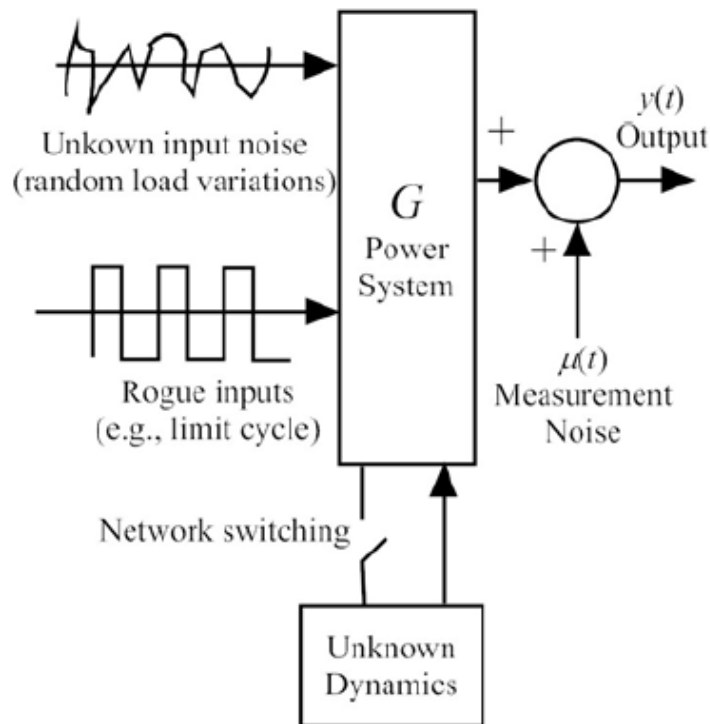 Unkown input noise
(random load variations)
Rogue inputs
(e.g., limit cycle)
Network switching
G
Power
System
Unknown
Dynamics
+
+
y(t)
Output
μ(t)
Measurement
Noise